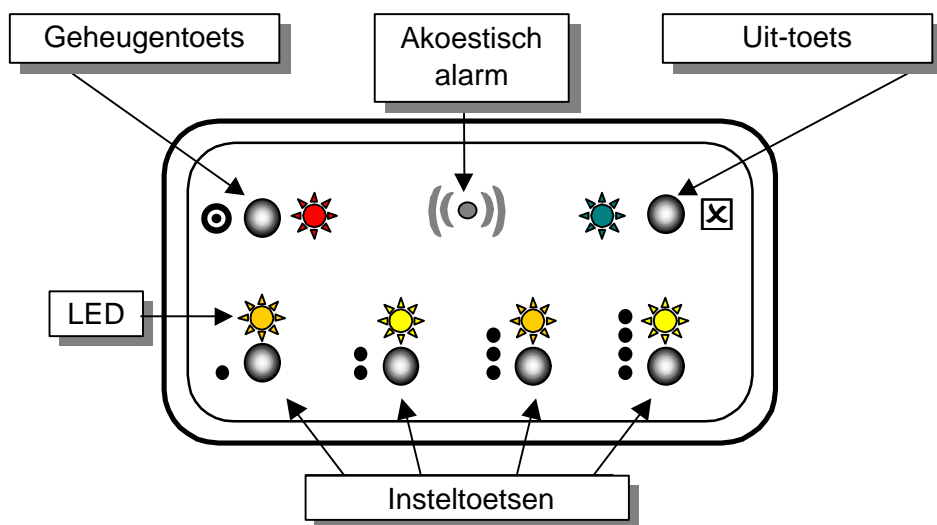 Geheugentoets
Akoestisch
alarm
Uit-toets
LED
Insteltoetsen